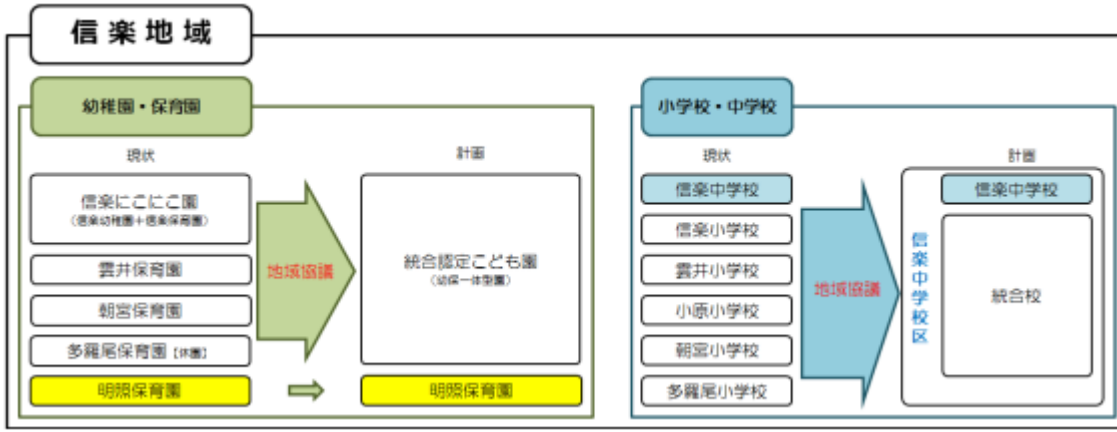 信楽地域
幼稚園・保育園
現状
計画
信楽にこにこ園
(信楽幼稚園+信楽保育園)
雲井保育園
朝宮保育園
多羅尾保育園【休園】
明照保育園
地域協議
統合認定こども園
(幼保一体型園)
明照保育園
小学校・中学校
現状
計画
信楽中学校
信楽小学校
雲井小学校
小原小学校
朝宮小学校
多羅尾小学校
地域協議
信楽中学校区
信楽中学校
統合校